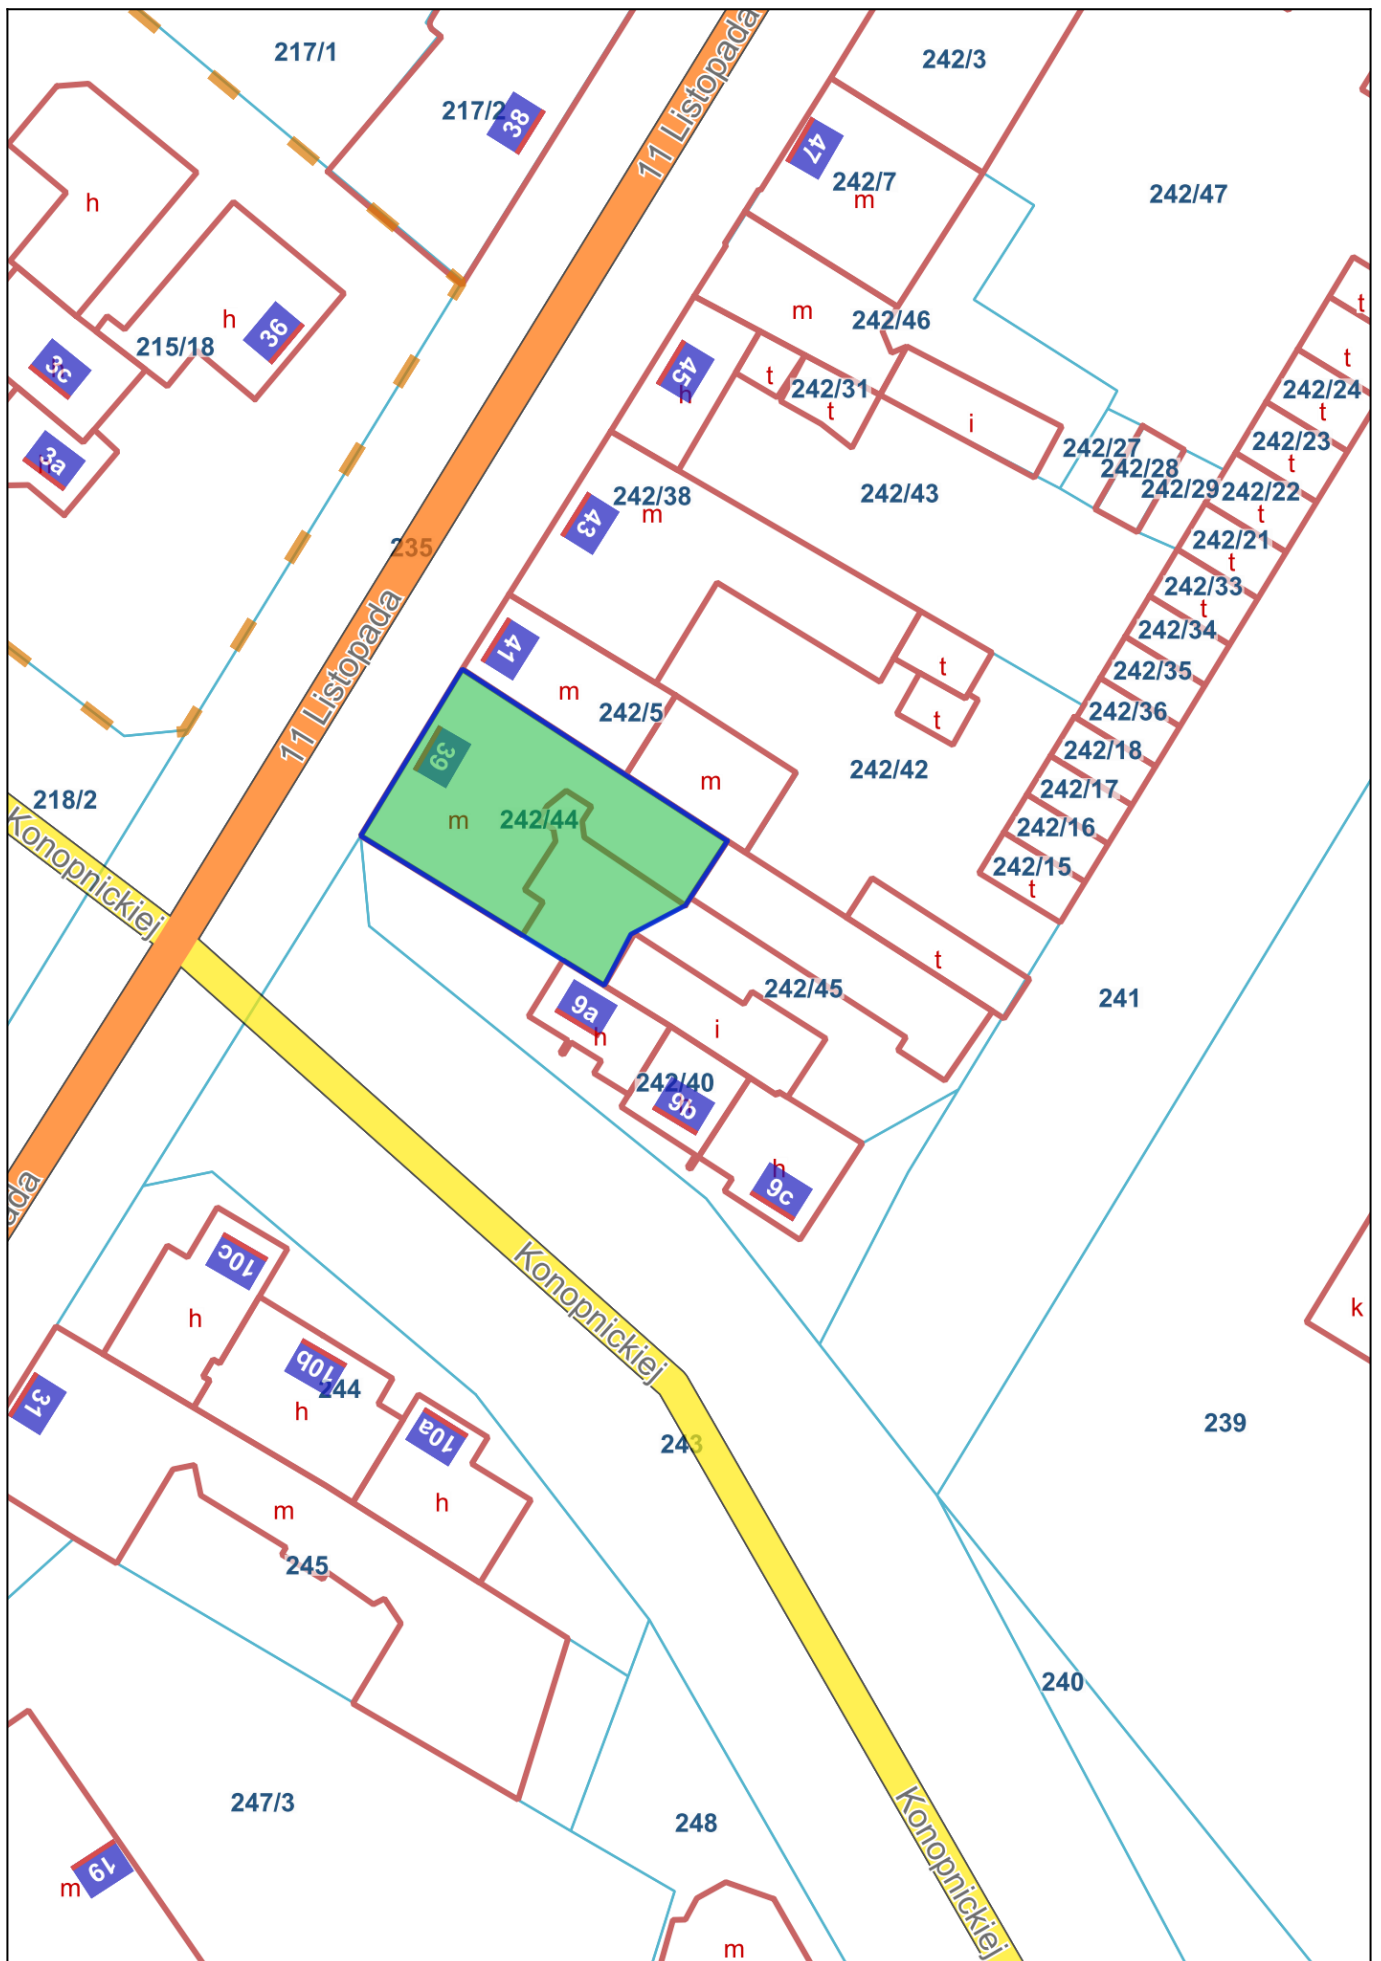 217/1
242/3
11 Listopada
217/2
38
47
242/7
m
242/47
h
m
242/46
t
h
36
215/18
3c
h
45
h
t
242/31
t
i
t
242/24
t
242/23
t
242/27
242/28
242/29
242/22
t
3a
h
242/38
m
43
242/43
235
242/21
t
242/33
t
242/34
242/35
242/36
41
m
t
t
242/5
11 Listopada
39
m
242/42
242/18
242/17
242/16
242/15
t
218/2
Konopnickiej
m
242/44
t
242/45
241
9a
h
i
242/40
9b
h
9c
ada
10c
h
Konopnickiej
k
10b
244
h
31
10a
h
243
239
m
245
240
247/3
248
Konopnickiej
19
m
m